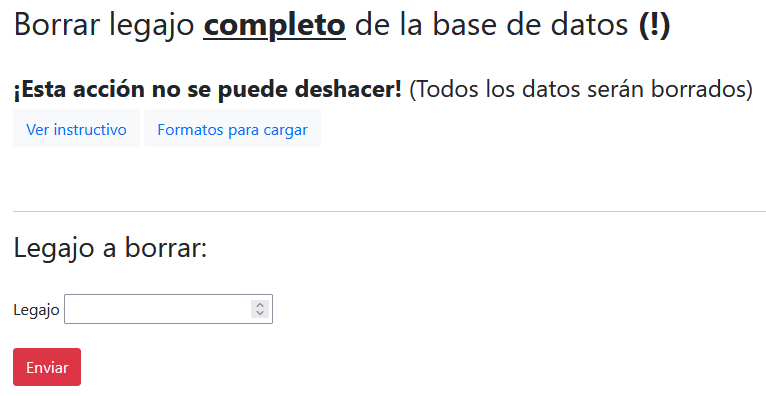 Borrar legajo completo de la base de datos (!)
¡Esta acción no se puede deshacer! (Todos los datos serán borrados)
Ver instructivo Formatos para cargar
Legajo a borrar:
Legajo
Enviar